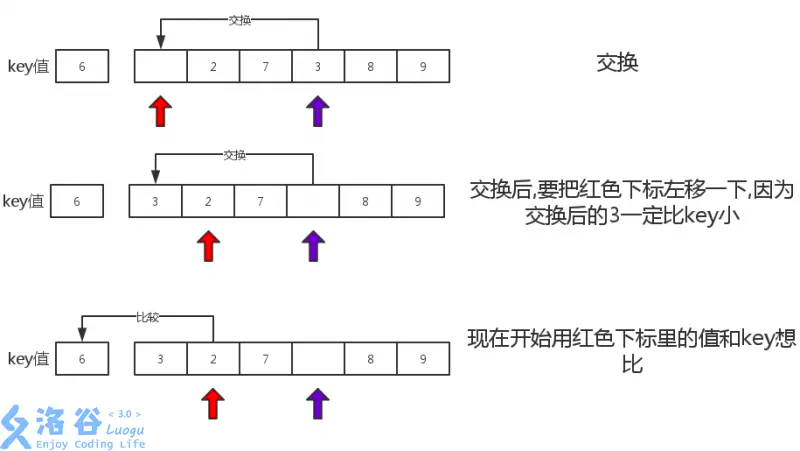 交换
key值 6 2 7 3 8 9 交换
交换
key值 6 3 2 7 8 9
交换后,要把红色下标左移一下,因为
交换后的3一定比key小
比较
key值 6 3 2 7 8 9
现在开始用红色下标里的值和key想
比
洛谷 < 3.0 > Luogu
Enjoy Coding Life